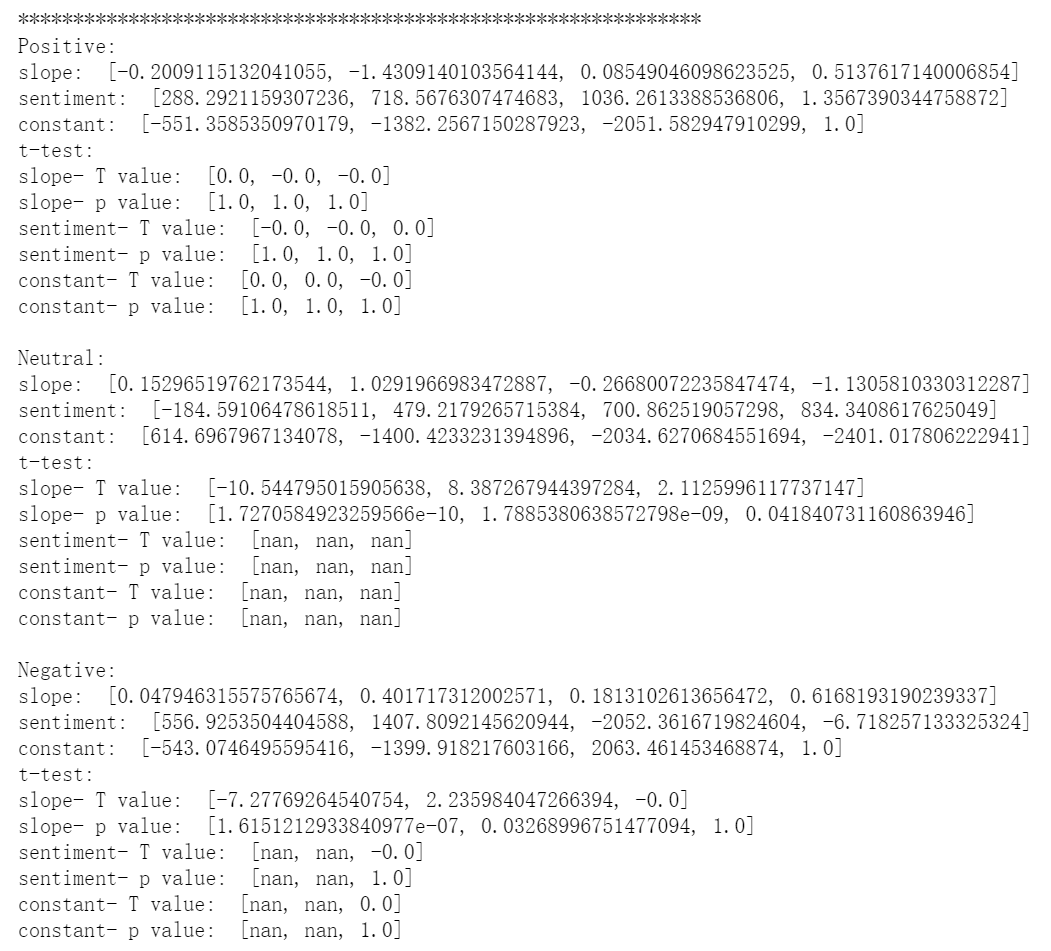 **************************************************************
Positive:
slope:  [-0.2009115132041055, -1.4309140103564144, 0.08549046098623525, 0.5137617140006854]
sentiment:  [288.2921159307236, 718.5676307474683, 1036.2613388536806, 1.3567390344758872]
constant:  [-551.3585350970179, -1382.2567150287923, -2051.582947910299, 1.0]
t-test:
slope- T value:  [0.0, -0.0, -0.0]
slope- p value:  [1.0, 1.0, 1.0]
sentiment- T value:  [-0.0, -0.0, 0.0]
sentiment- p value:  [1.0, 1.0, 1.0]
constant- T value:  [0.0, 0.0, -0.0]
constant- p value:  [1.0, 1.0, 1.0]
Neutral:
slope:  [0.15296519762173544, 1.0291966983472887, -0.26680072235847474, -1.1305810330312287]
sentiment:  [-184.59106478618511, 479.2179265715384, 700.862519057298, 834.3408617625049]
constant:  [614.6967967134078, -1400.4233231394896, -2034.6270684551694, -2401.017806222941]
t-test:
slope- T value:  [-10.544795015905638, 8.387267944397284, 2.1125996117737147]
slope- p value:  [1.7270584923259566e-10, 1.7885380638572798e-09, 0.041840731160863946]
sentiment- T value:  [nan, nan, nan]
sentiment- p value:  [nan, nan, nan]
constant- T value:  [nan, nan, nan]
constant- p value:  [nan, nan, nan]
Negative:
slope:  [0.047946315575765674, 0.401717312002571, 0.1813102613656472, 0.6168193190239337]
sentiment:  [556.9253504404588, 1407.8092145620944, -2052.3616719824604, -6.718257133325324]
constant:  [-543.0746495595416, -1399.918217603166, 2063.461453468874, 1.0]
t-test:
slope- T value:  [-7.27769264540754, 2.235984047266394, -0.0]
slope- p value:  [1.6151212933840977e-07, 0.03268996751477094, 1.0]
sentiment- T value:  [nan, nan, -0.0]
sentiment- p value:  [nan, nan, 1.0]
constant- T value:  [nan, nan, 0.0]
constant- p value:  [nan, nan, 1.0]